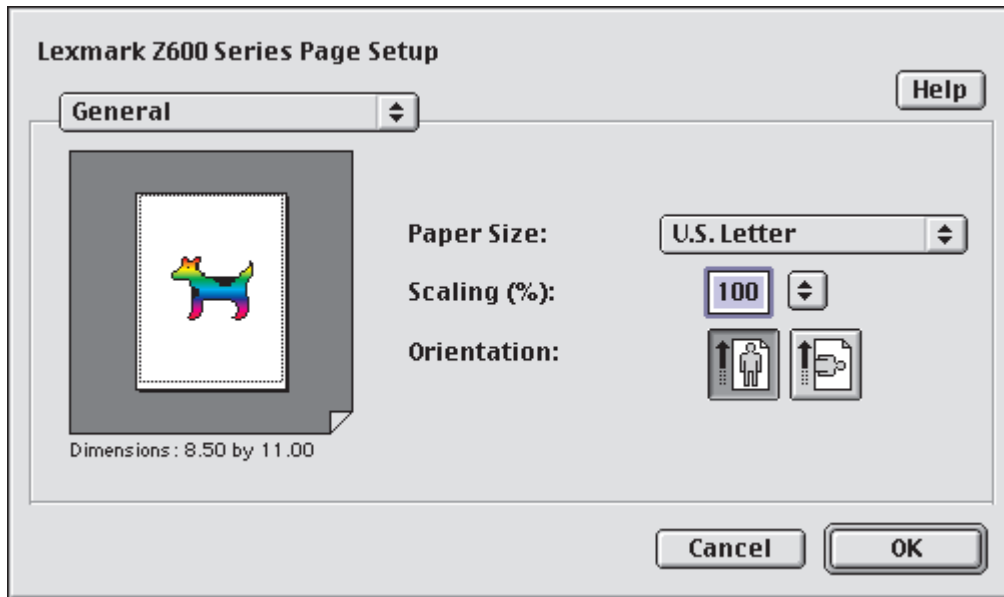 Lexmark Z600 Series Page Setup
Help
General
Paper Size: U.S. Letter
Scaling (%): 100
Orientation:
Dimensions: 8.50 by 11.00
Cancel OK